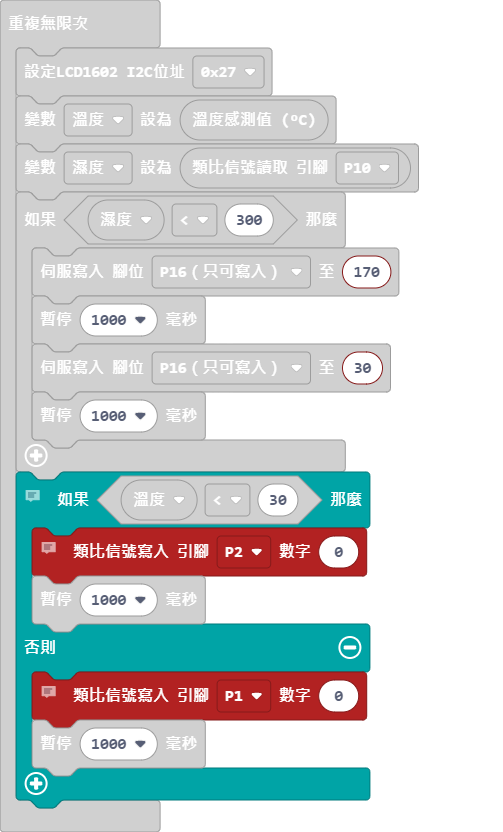 重複無限次
設定LCD1602 I2C位址 0x27
變數 溫度 設為 溫度感測值 (ºC)
變數 濕度 設為 類比信號讀取 引腳 P10
如果 濕度 < 300 那麼
伺服寫入 腳位 P16(只可寫入) 至 170
暫停 1000 毫秒
伺服寫入 腳位 P16(只可寫入) 至 30
暫停 1000 毫秒
如果 溫度 < 30 那麼
類比信號寫入 引腳 P2 數字 0
暫停 1000 毫秒
否則
類比信號寫入 引腳 P1 數字 0
暫停 1000 毫秒